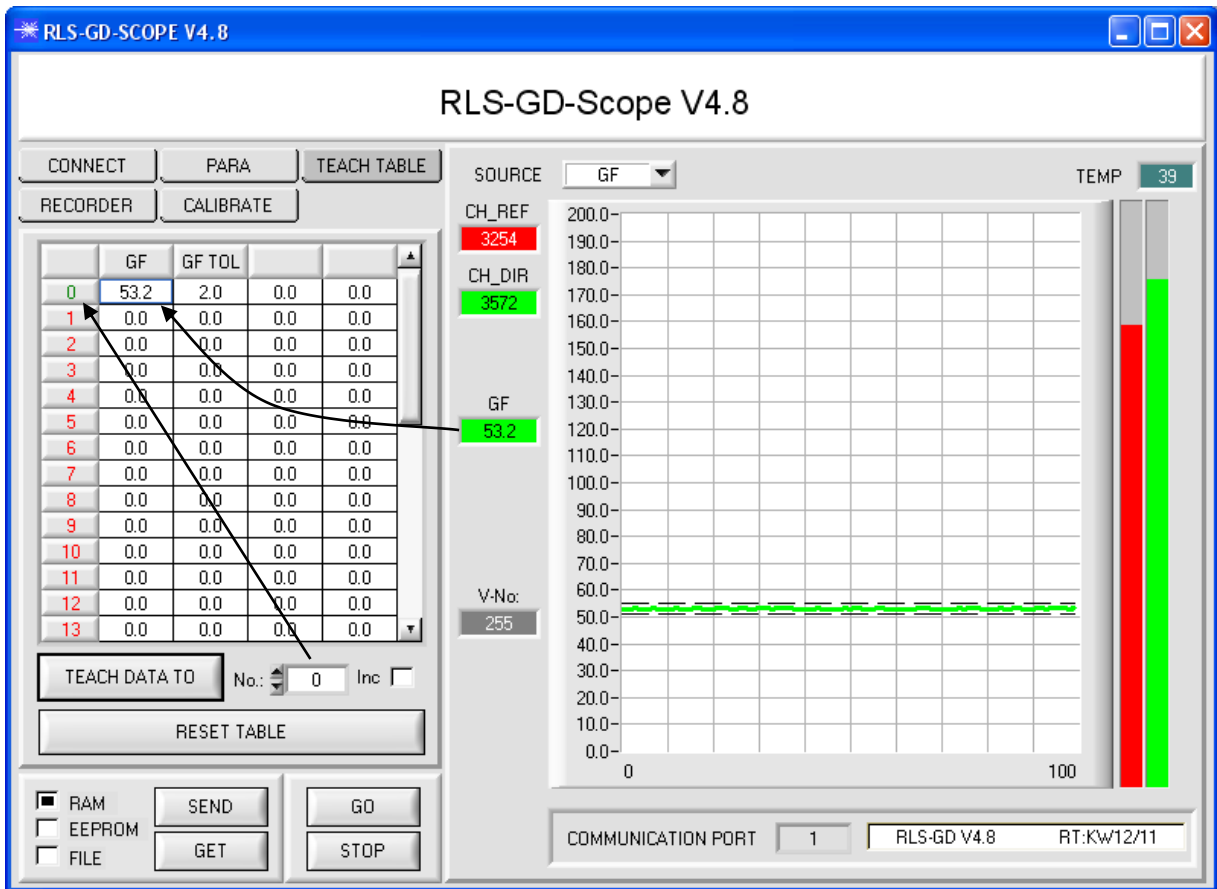 RLS-GD-SCOPE V4.8
RLS-GD-Scope V4.8
CONNECT PARA TEACH TABLE
RECORDER CALIBRATE
GF GF TOL
0 53.2 2.0 0.0 0.0
1 0.0 0.0 0.0 0.0
2 0.0 0.0 0.0 0.0
3 0.0 0.0 0.0 0.0
4 0.0 0.0 0.0 0.0
5 0.0 0.0 0.0 0.0
6 0.0 0.0 0.0 0.0
7 0.0 0.0 0.0 0.0
8 0.0 0.0 0.0 0.0
9 0.0 0.0 0.0 0.0
10 0.0 0.0 0.0 0.0
11 0.0 0.0 0.0 0.0
12 0.0 0.0 0.0 0.0
13 0.0 0.0 0.0 0.0
TEACH DATA TO No.: 0 Inc
RESET TABLE
RAM
EEPROM
FILE
SEND
GET
GO
STOP
SOURCE GF
TEMP 39
CH_REF
3254
CH_DIR
3572
GF
53.2
V-No:
255
200.0
190.0
180.0
170.0
160.0
150.0
140.0
130.0
120.0
110.0
100.0
90.0
80.0
70.0
60.0
50.0
40.0
30.0
20.0
10.0
0.0
0 100
COMMUNICATION PORT 1 RLS-GD V4.8 RT:KW12/11